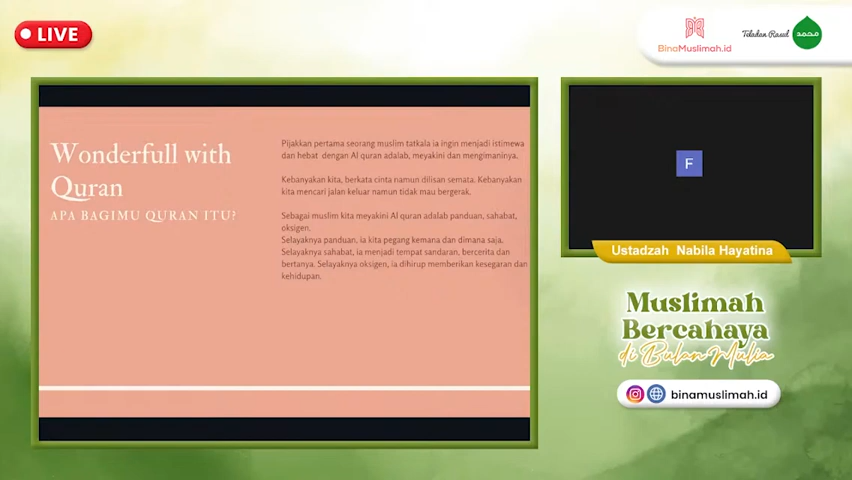 LIVE
BinaMuslimah.id
Teladan Rasul
محمد
Wonderfull with
Quran
APA BAGIMU QURAN ITU?
Pijakkan pertama seorang muslim tatkala ia ingin menjadi istimewa
dan hebat dengan Al quran adalab, meyakini dan mengimaninya.
Kebanyakan kita, berkata cinta namun dilisan semata. Kebanyakan
kita mencari jalan keluar namun tidak mau bergerak.
Sebagai muslim kita meyakini Al quran adalab panduan, sahabat,
oksigen.
Selayaknya panduan, ia kita pegang kemana dan dimana saja.
Selayaknya sahabat, ia menjadi tempat sandaran, bercerita dan
bertanya. Selayaknya oksigen, ia dihirup memberikan kesegaran dan
kehidupan.
F
Ustadzah Nabila Hayatina
Muslimah
Bercahaya
di Bulan Mulia
binamuslimah.id